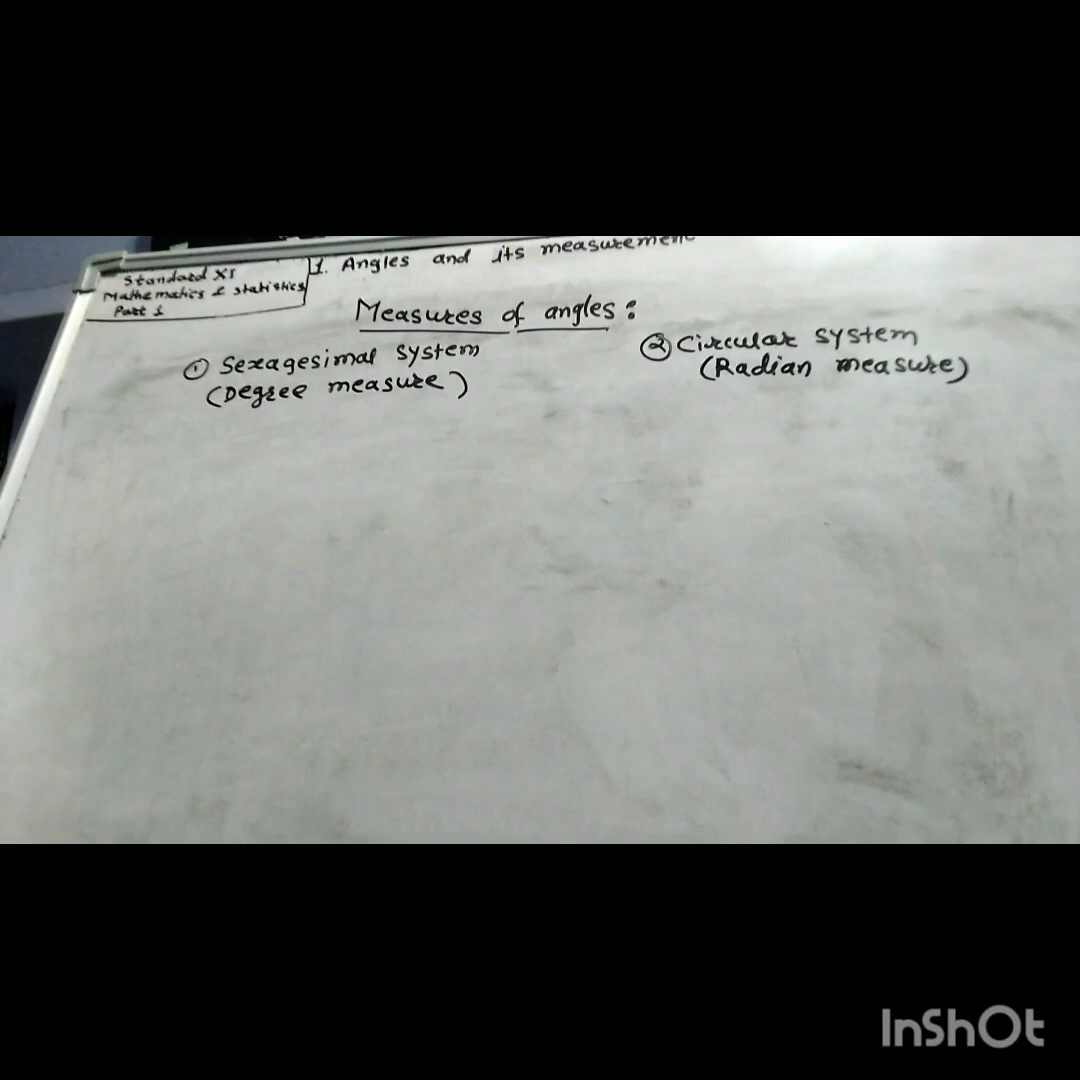 Standard XI
Mathematics & statistics
Part 1
1. Angles and its measurement
Measures of angles :
① Sexagesimal system
(Degree measure)
② Circular system
(Radian measure)
InShOt